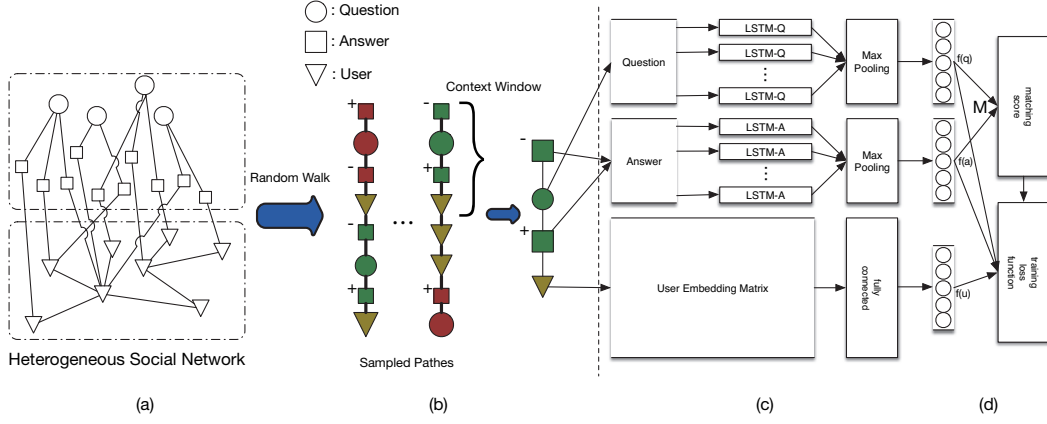 : Question
: Answer
: User
Context Window
Random Walk
+
-
-
+
-
+
-
+
+
...
...
-
+
Heterogeneous Social Network
Sampled Pathes
Question
LSTM-Q
LSTM-Q
...
LSTM-Q
Max
Pooling
f(q)
Answer
LSTM-A
LSTM-A
...
LSTM-A
Max
Pooling
f(a)
M
matching
score
User Embedding Matrix
fully
connected
f(u)
training
loss
function
(a)
(b)
(c)
(d)